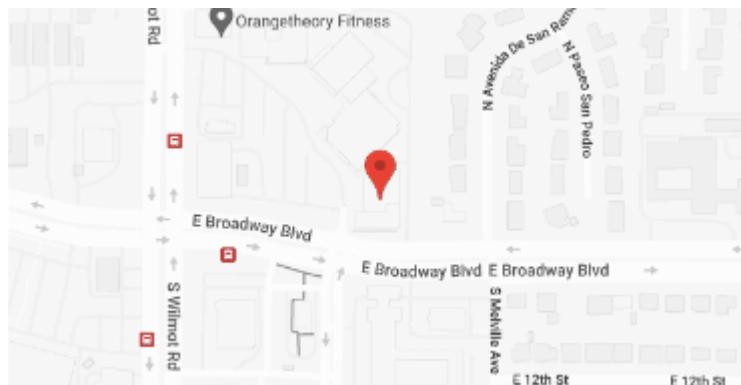 Orangetheory Fitness
ot Rd
N Avenida De San Ram
N Paseo San Pedro
E Broadway Blvd
E Broadway Blvd
E Broadway Blvd
S Wilmot Rd
S Melville Ave
E 12th St
E 12th St